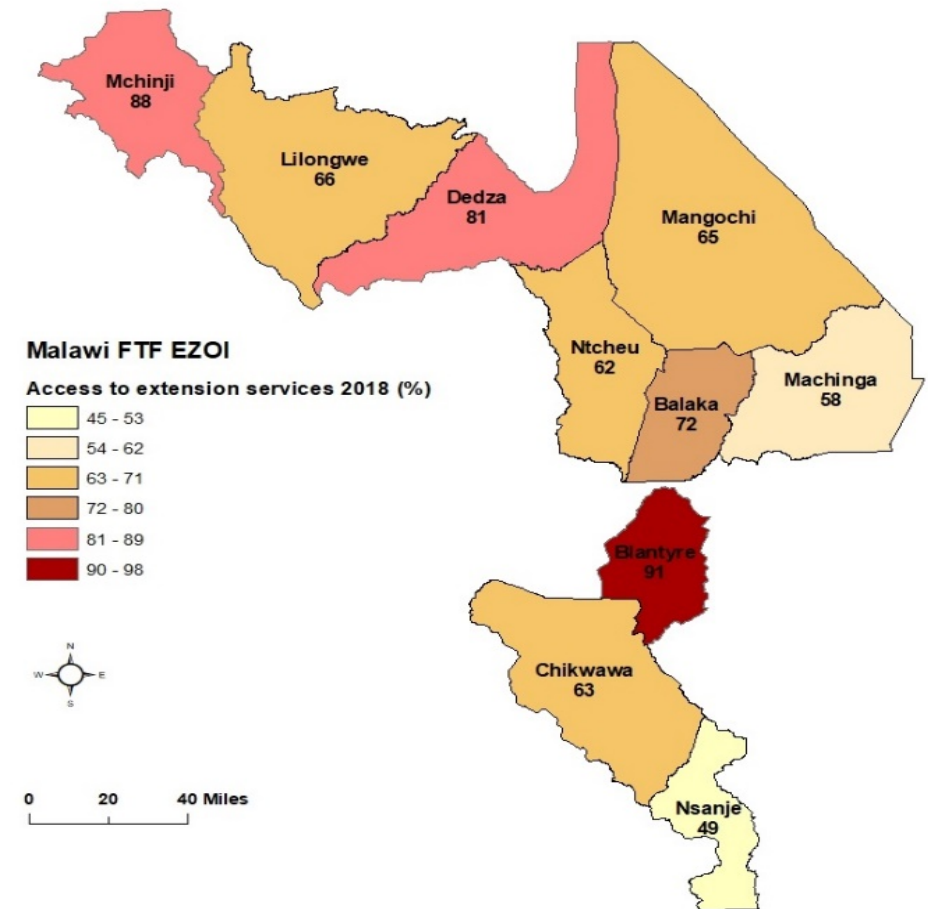 Mchinji
88
Lilongwe
66
Dedza
81
Mangochi
65
Ntcheu
62
Balaka
72
Machinga
58
Malawi FTF EZOI
Access to extension services 2018 (%)
45 - 53
54 - 62
63 - 71
72 - 80
81 - 89
90 - 98
Blantyre
91
Chikwawa
63
N
W E
S
0 20 40 Miles
Nsanje
49